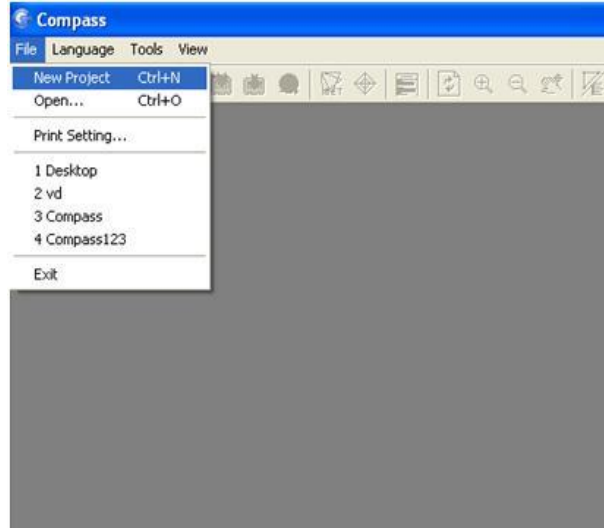 Compass
File Language Tools View
New Project Ctrl+N
Open... Ctrl+O
Print Setting...
1 Desktop
2 vd
3 Compass
4 Compass123
Exit